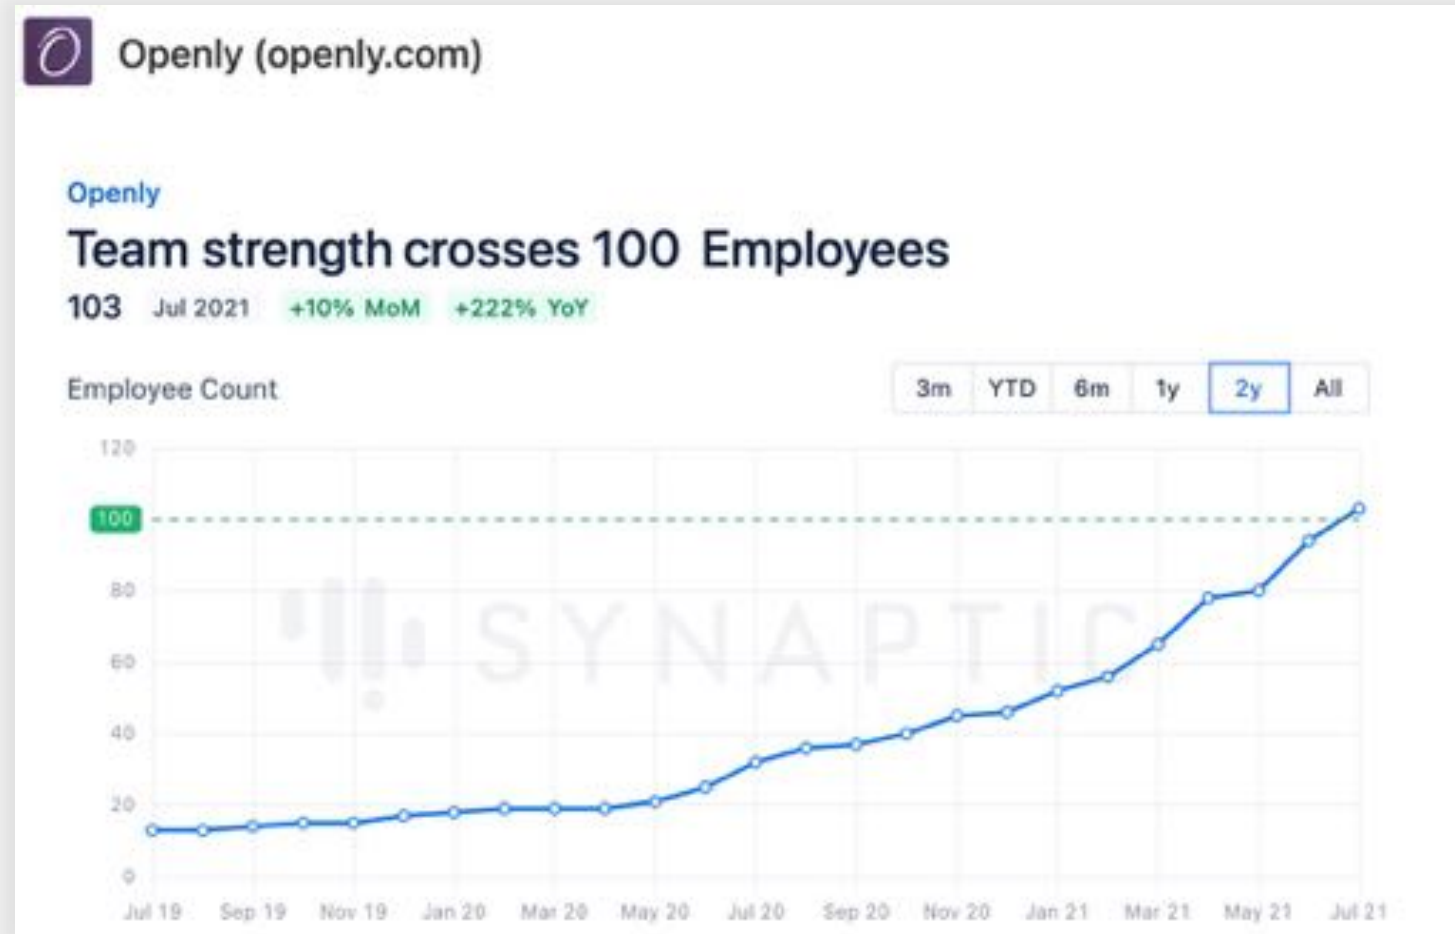 Openly (openly.com)
Openly
Team strength crosses 100 Employees
103 Jul 2021 +10% MoM +222% YoY
Employee Count 3m YTD 6m 1y 2y All
120
100
80
SYNAPTIC
60
40
20
0
Jul 19 Sep 19 Nov 19 Jan 20 Mar 20 May 20 Jul 20 Sep 20 Nov 20 Jan 21 Mar 21 May 21 Jul 21